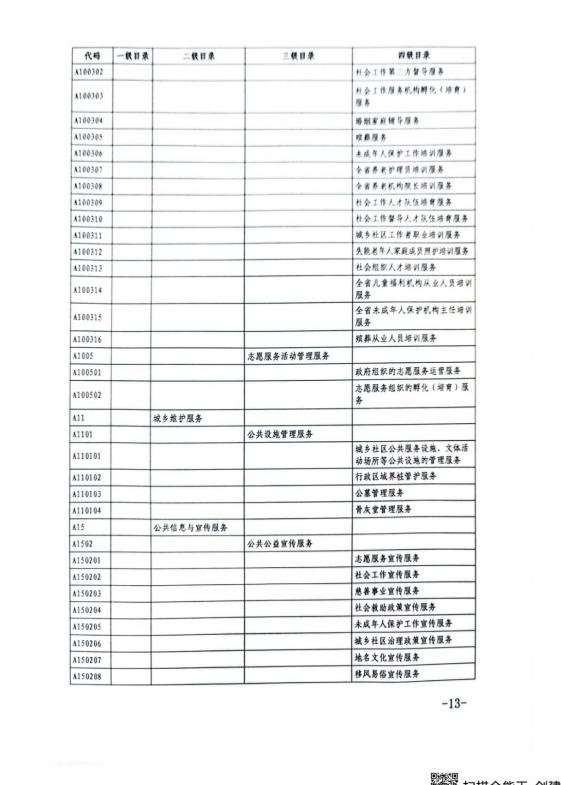 代码 一级目录 二级目录 三级目录 四级目录
A100302 社会工作第三方督导服务
A100303 社会工作服务机构孵化（培育）
服务
A100304 婚姻家庭辅导服务
A100305 殡葬服务
A100306 未成年人保护工作培训服务
A100307 全省养老护理员培训服务
A100308 全省养老机构院长培训服务
A100309 社会工作人才队伍培育服务
A100310 社会工作督导人才队伍培育服务
A100311 城乡社区工作者职业培训服务
A100312 失能老年人家庭成员照护培训服务
A100313 社会组织人才培训服务
A100314 全省儿童福利机构从业人员培训
服务
A100315 全省未成年人保护机构主任培训
服务
A100316 殡葬从业人员培训服务
A1005 志愿服务活动管理服务
A100501 政府组织的志愿服务运营服务
A100502 志愿服务组织的孵化（培育）服
务
A11 城乡维护服务
A1101 公共设施管理服务
A110101 城乡社区公共服务设施、文体活
动场所等公共设施的管理服务
A110102 行政区域界桩管护服务
A110103 公墓管理服务
A110104 骨灰堂管理服务
A15 公共信息与宣传服务
A1502 公共公益宣传服务
A150201 志愿服务宣传服务
A150202 社会工作宣传服务
A150203 慈善事业宣传服务
A150204 社会救助政策宣传服务
A150205 未成年人保护工作宣传服务
A150206 城乡社区治理政策宣传服务
A150207 地名文化宣传服务
A150208 移风易俗宣传服务
-13-